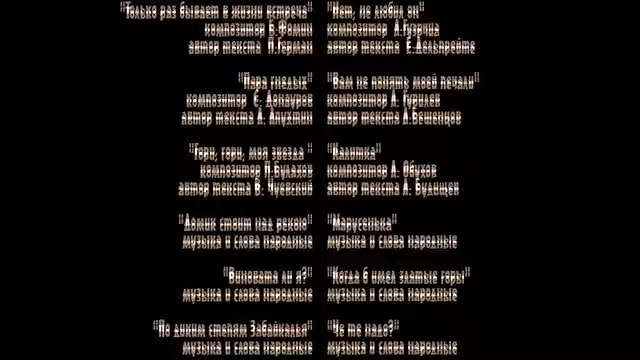 "Только раз бывает в жизни встреча"
композитор Б.Фомин
автор текста П.Герман
"Пара гнедых"
композитор С. Донауров
автор текста А. Апухтин
"Гори, гори, моя звезда "
композитор П.Булахов
автор текста В. Чуевский
"Домик стоит над рекою"
музыка и слова народные
"Виновата ли я?"
музыка и слова народные
"По диким степям Забайкалья"
музыка и слова народные
"Нет, не любил он"
композитор А.Гуэрчиа
автор текста Е.Дельпрейте
"Вам не понять моей печали"
композитор А. Гурилев
автор текста А.Бешенцов
"Калитка"
композитор А. Обухов
автор текста А. Будищев
"Марусенька"
музыка и слова народные
"Когда б имел златые горы"
музыка и слова народные
"Че те надо?"
музыка и слова народные